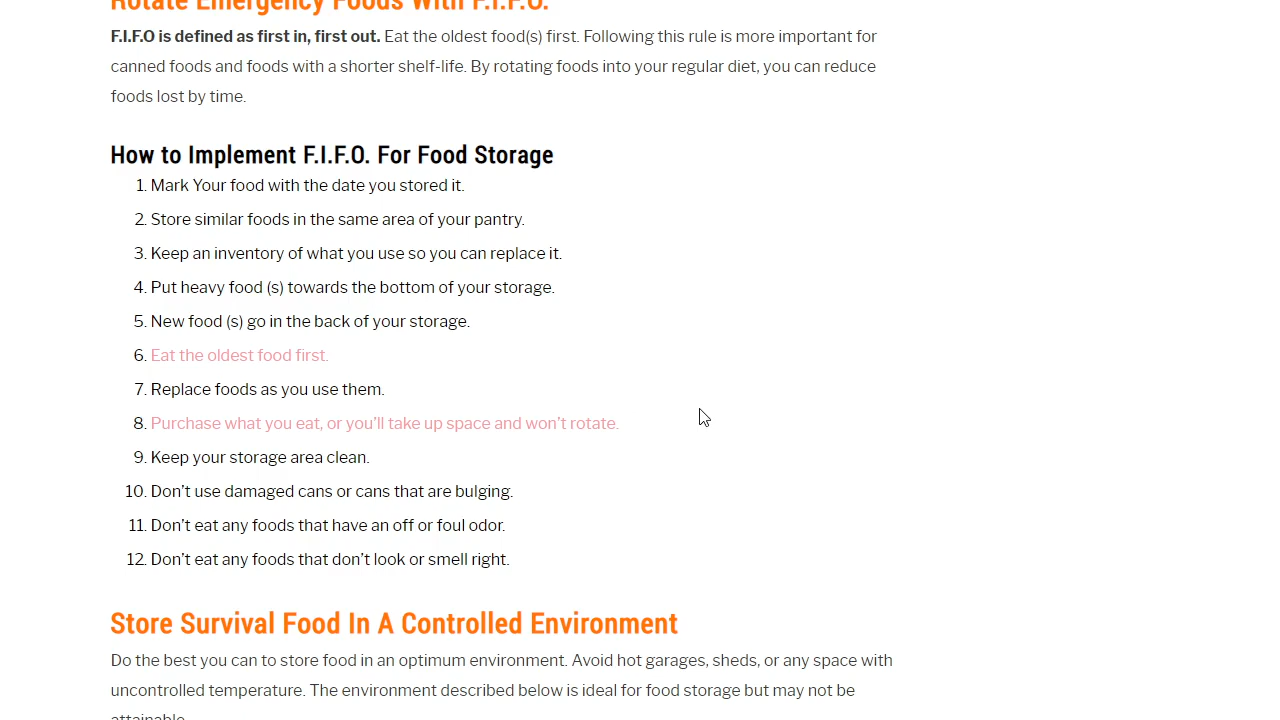 Rotate Emergency Foods With F.I.F.O.
F.I.F.O is defined as first in, first out. Eat the oldest food(s) first. Following this rule is more important for
canned foods and foods with a shorter shelf-life. By rotating foods into your regular diet, you can reduce
foods lost by time.
How to Implement F.I.F.O. For Food Storage
1. Mark Your food with the date you stored it.
2. Store similar foods in the same area of your pantry.
3. Keep an inventory of what you use so you can replace it.
4. Put heavy food (s) towards the bottom of your storage.
5. New food (s) go in the back of your storage.
6. Eat the oldest food first.
7. Replace foods as you use them.
8. Purchase what you eat, or you’ll take up space and won’t rotate.
9. Keep your storage area clean.
10. Don’t use damaged cans or cans that are bulging.
11. Don’t eat any foods that have an off or foul odor.
12. Don’t eat any foods that don’t look or smell right.
Store Survival Food In A Controlled Environment
Do the best you can to store food in an optimum environment. Avoid hot garages, sheds, or any space with
uncontrolled temperature. The environment described below is ideal for food storage but may not be
attainable.